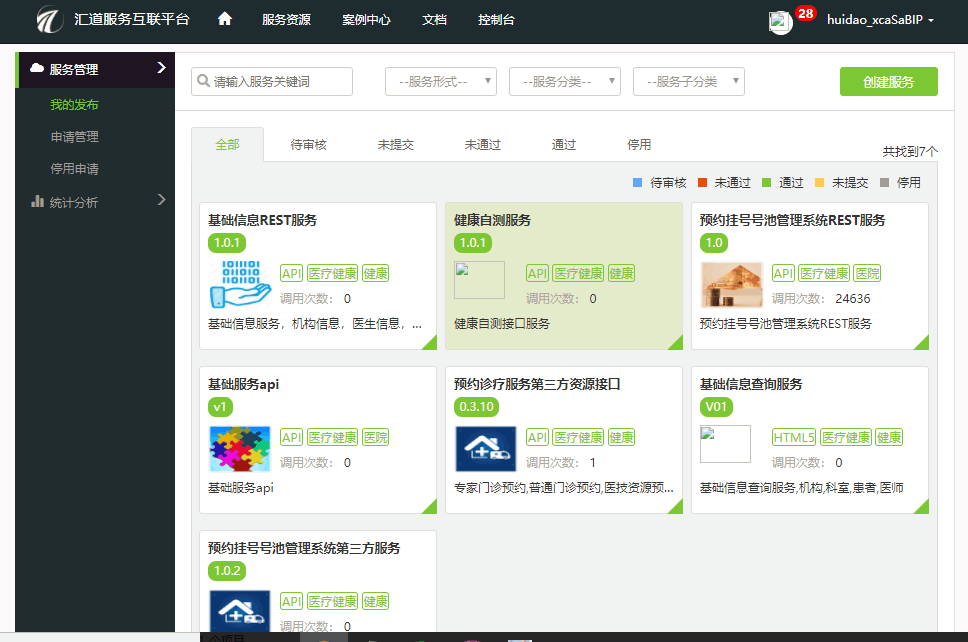 汇道服务互联平台 服务资源 案例中心 文档 控制台 28 huidao_xcaSaBIP
服务管理
我的发布
申请管理
停用申请
统计分析
请输入服务关键词 --服务形式-- --服务分类-- --服务子分类 创建服务
全部 待审核 未提交 未通过 通过 停用 共找到7个
待审核 未通过 通过 未提交 停用
基础信息REST服务
1.0.1
API 医疗健康 健康
调用次数： 0
基础信息服务，机构信息，医生信息，...
健康自测服务
1.0.1
API 医疗健康 健康
调用次数： 0
健康自测接口服务
预约挂号号池管理系统REST服务
1.0
API 医疗健康 医院
调用次数： 24636
预约挂号号池管理系统REST服务
基础服务api
v1
API 医疗健康 医院
调用次数： 0
基础服务api
预约诊疗服务第三方资源接口
0.3.10
API 医疗健康 健康
调用次数： 1
专家门诊预约,普通门诊预约,医技资源预...
基础信息查询服务
V01
HTML5 医疗健康 健康
调用次数： 0
基础信息查询服务,机构,科室,患者,医师
预约挂号号池管理系统第三方服务
1.0.2
API 医疗健康 健康
调用次数： 0